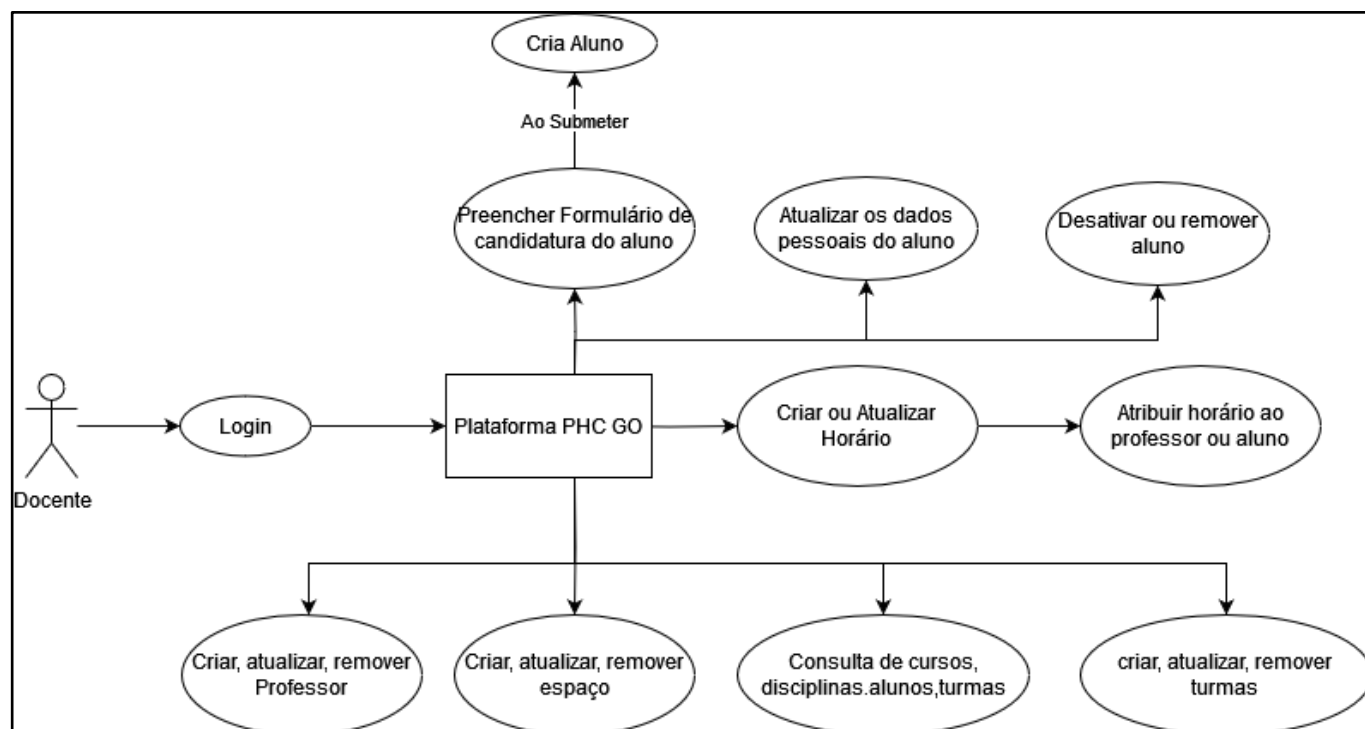 Cria Aluno
Ao Submeter
Preencher Formulário de
candidatura do aluno
Atualizar os dados
pessoais do aluno
Desativar ou remover
aluno
Docente
Login
Plataforma PHC GO
Criar ou Atualizar
Horário
Atribuir horário ao
professor ou aluno
Criar, atualizar, remover
Professor
Criar, atualizar, remover
espaço
Consulta de cursos,
disciplinas.alunos,turmas
criar, atualizar, remover
turmas